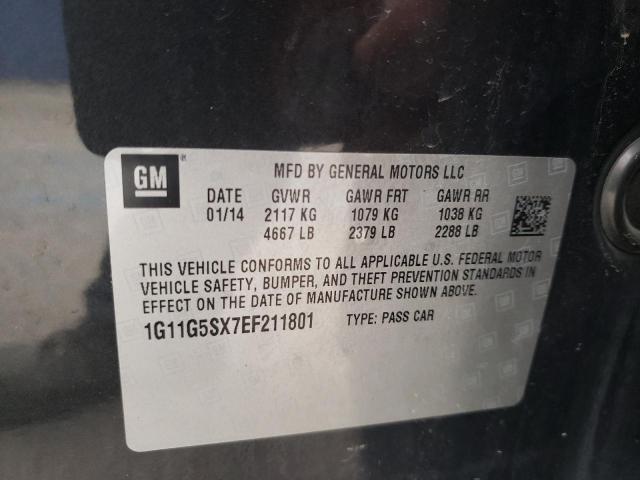 GM
MFD BY GENERAL MOTORS LLC
DATE GVWR GAWR FRT GAWR RR
01/14 2117 KG 1079 KG 1038 KG
4667 LB 2379 LB 2288 LB
THIS VEHICLE CONFORMS TO ALL APPLICABLE U.S. FEDERAL MOTOR
VEHICLE SAFETY, BUMPER, AND THEFT PREVENTION STANDARDS IN
EFFECT ON THE DATE OF MANUFACTURE SHOWN ABOVE.
1G11G5SX7EF211801 TYPE: PASS CAR